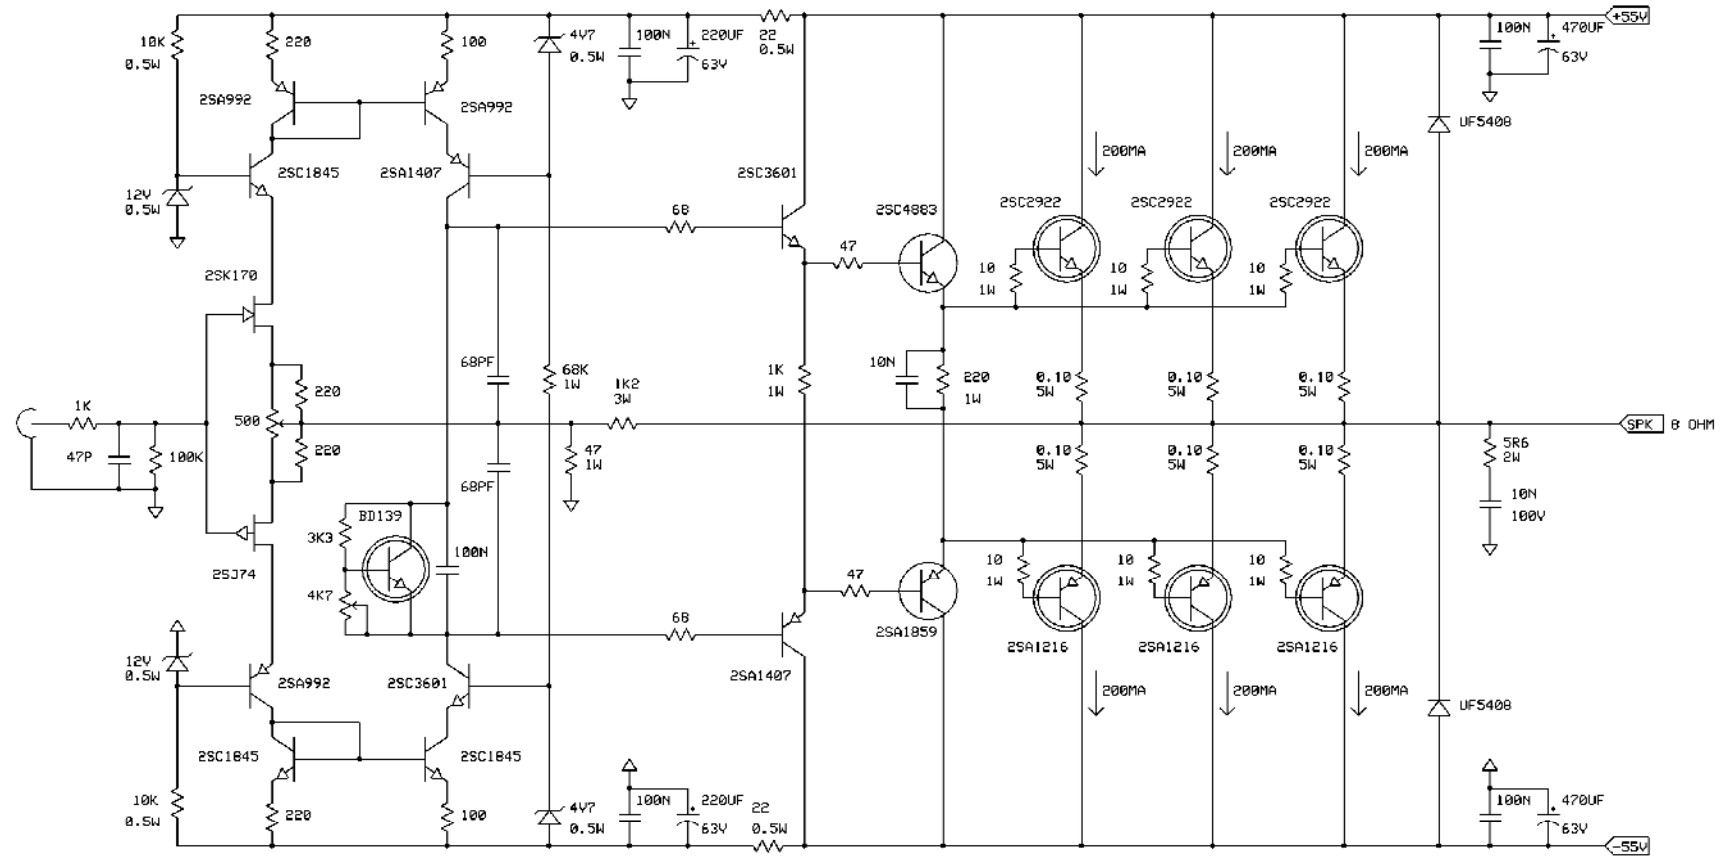 10K
0.5W
220
100
4V7
0.5W
100N
220UF
63V
22
0.5W
100N
470UF
63V
+55V
2SA992
2SA992
UF5408
12V
0.5W
2SC1845
2SA1407
2SC3601
200MA
200MA
200MA
68
2SC4883
2SC2922
2SC2922
2SC2922
47
10
1W
10
1W
10
1W
2SK170
68PF
68K
1W
1K2
3W
1K
1W
10N
220
1W
0.10
5W
0.10
5W
0.10
5W
1K
500
220
220
47P
100K
47
1W
68PF
SPK
8 OHM
0.10
5W
0.10
5W
0.10
5W
5R6
2W
10N
100V
BD139
3K3
100N
4K7
2SJ74
47
10
1W
10
1W
10
1W
68
2SA1859
2SA1216
2SA1216
2SA1216
12V
0.5W
2SA992
2SC3601
2SA1407
200MA
200MA
200MA
UF5408
2SC1845
2SC1845
10K
0.5W
220
100
4V7
0.5W
100N
220UF
63V
22
0.5W
100N
470UF
63V
-55V